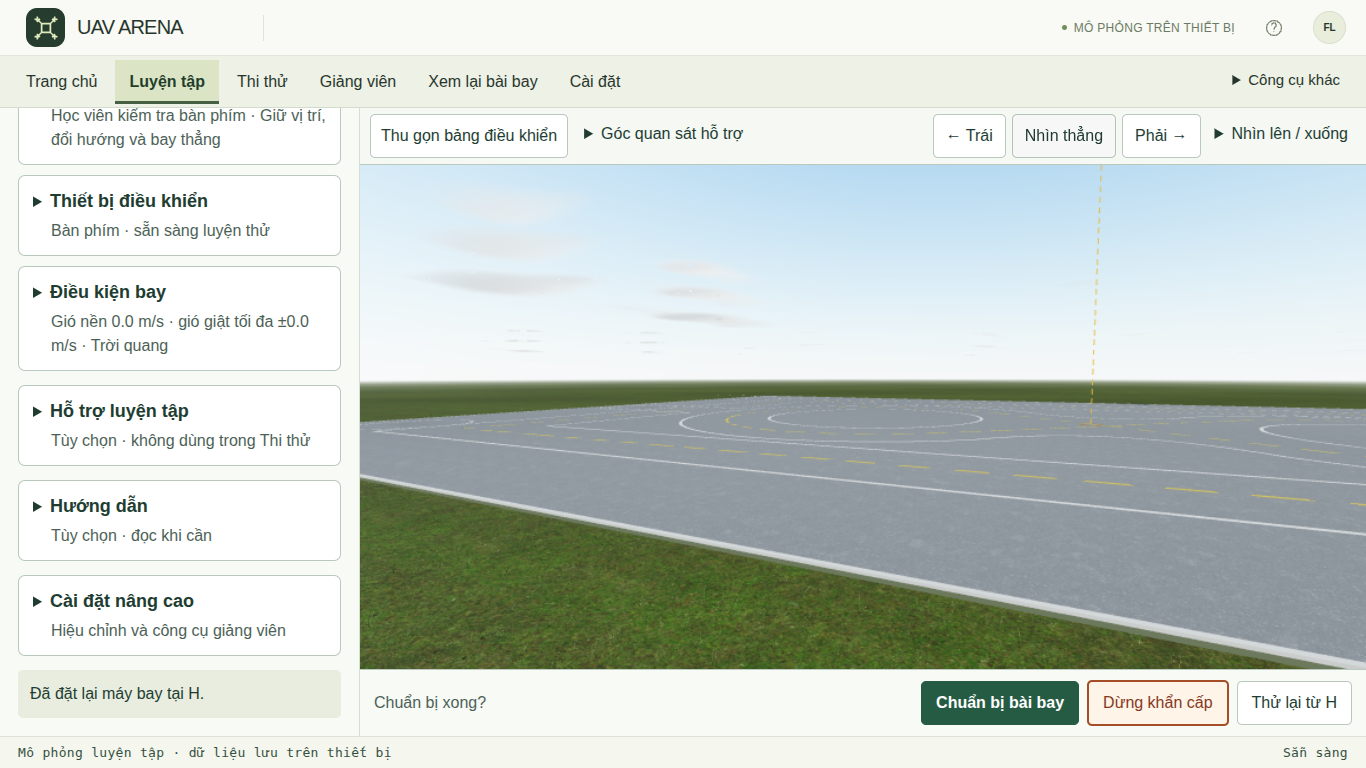 UAV ARENA
MÔ PHỎNG TRÊN THIẾT BỊ
FL
Trang chủ
Luyện tập
Thi thử
Giảng viên
Xem lại bài bay
Cài đặt
Công cụ khác
Học viên kiểm tra bàn phím · Giữ vị trí,
đổi hướng và bay thẳng
Thiết bị điều khiển
Bàn phím · sẵn sàng luyện thử
Điều kiện bay
Gió nền 0.0 m/s · gió giật tối đa ±0.0
m/s · Trời quang
Hỗ trợ luyện tập
Tùy chọn · không dùng trong Thi thử
Hướng dẫn
Tùy chọn · đọc khi cần
Cài đặt nâng cao
Hiệu chỉnh và công cụ giảng viên
Đã đặt lại máy bay tại H.
Thu gọn bảng điều khiển
Góc quan sát hỗ trợ
← Trái
Nhìn thẳng
Phải →
Nhìn lên / xuống
Chuẩn bị xong?
Chuẩn bị bài bay
Dừng khẩn cấp
Thử lại từ H
Mô phỏng luyện tập · dữ liệu lưu trên thiết bị
Sẵn sàng